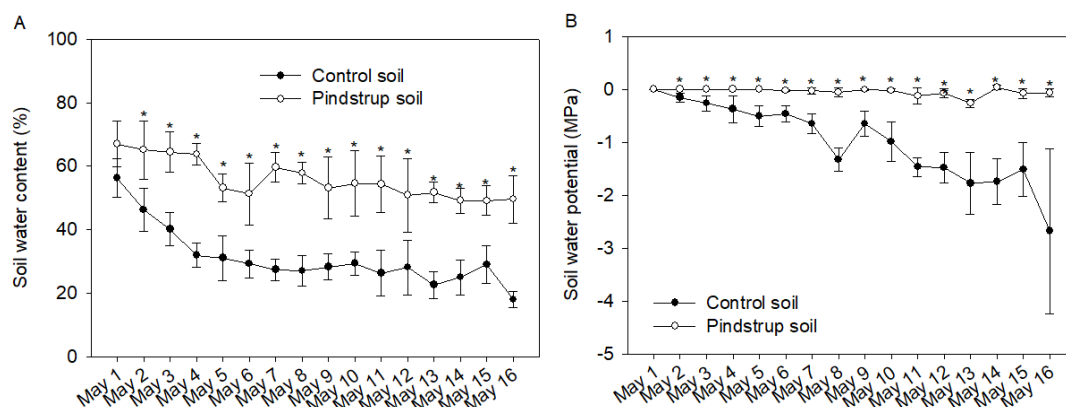 A
100
80
60
40
20
0
Soil water content (%)
Control soil
Pindstrup soil
* * * * * * * * * * * * * * *
May 1 May 2 May 3 May 4 May 5 May 6 May 7 May 8 May 9 May 10 May 11 May 12 May 13 May 14 May 15 May 16
B
1
0
-1
-2
-3
-4
-5
Soil water potential (MPa)
* * * * * * * * * * * * * * *
Control soil
Pindstrup soil
May 1 May 2 May 3 May 4 May 5 May 6 May 7 May 8 May 9 May 10 May 11 May 12 May 13 May 14 May 15 May 16